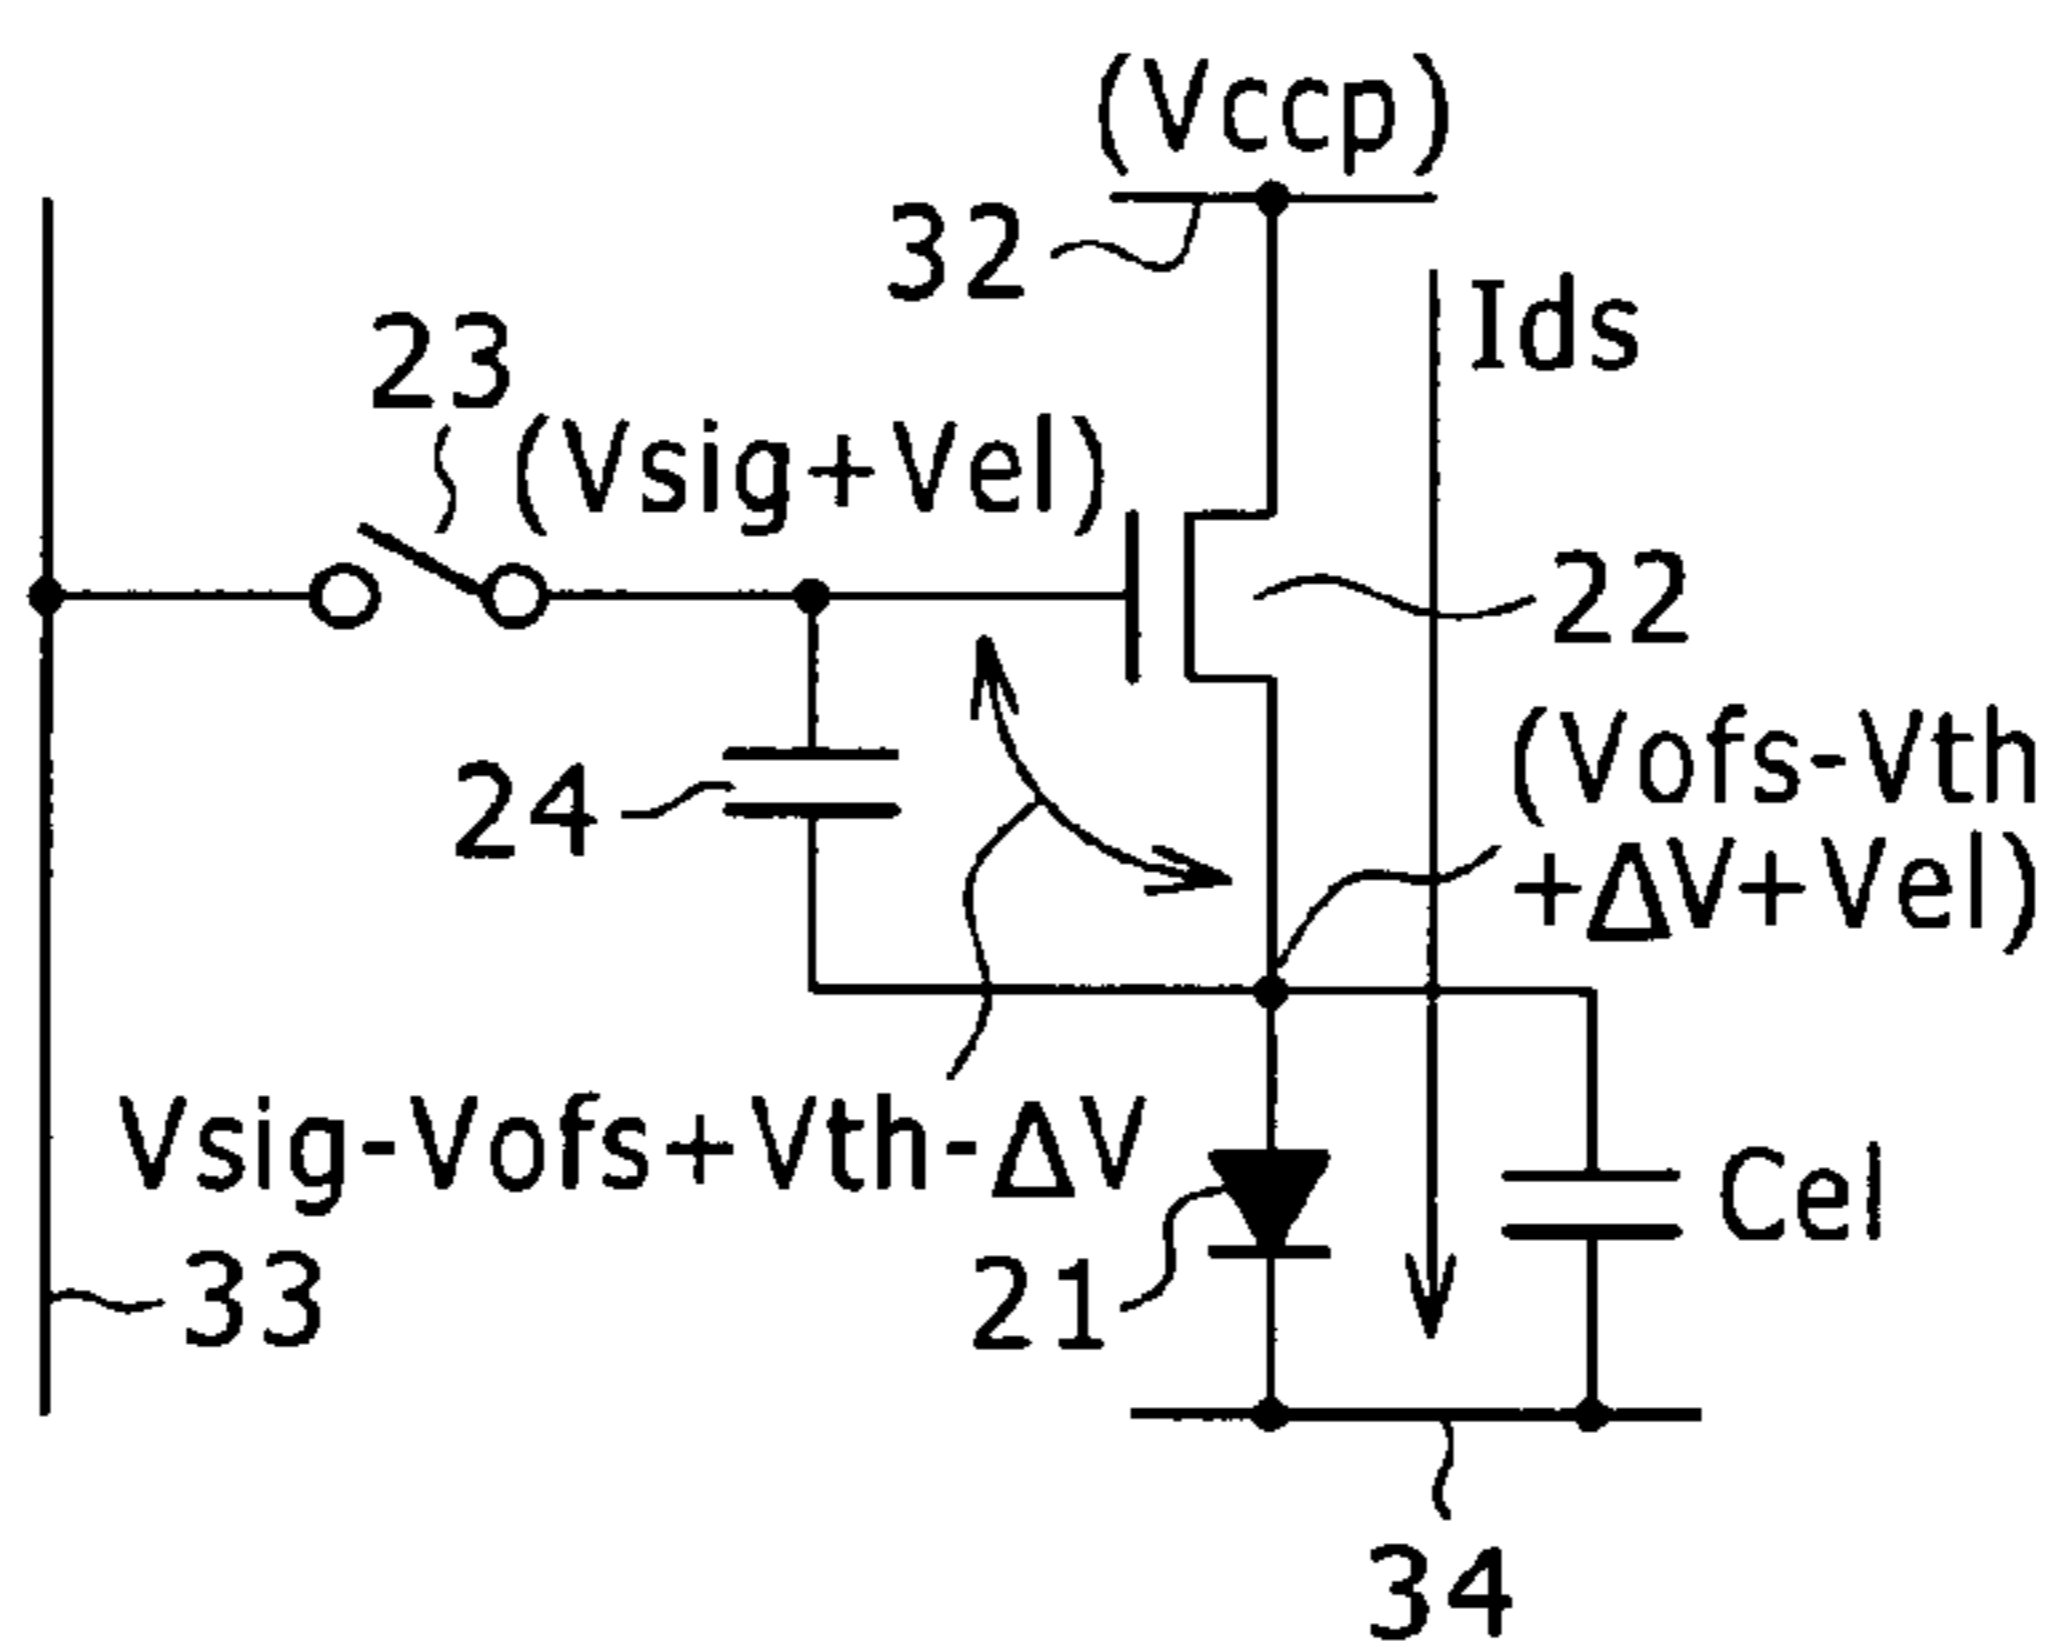 (Vccp)
32
Ids
23
(Vsig+Vel)
22
(Vofs-Vth
+ΔV+Vel)
24
Vsig-Vofs+Vth-ΔV
Cel
33
21
34